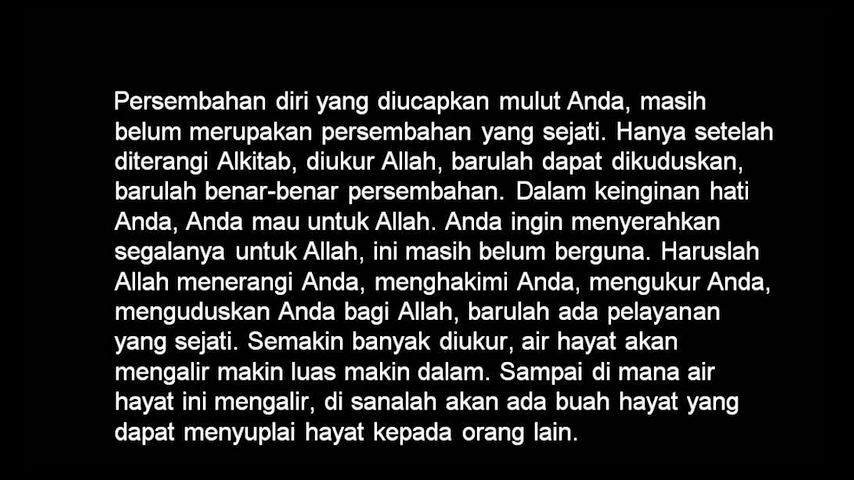 Persembahan diri yang diucapkan mulut Anda, masih
belum merupakan persembahan yang sejati. Hanya setelah
diterangi Alkitab, diukur Allah, barulah dapat dikuduskan,
barulah benar-benar persembahan. Dalam keinginan hati
Anda, Anda mau untuk Allah. Anda ingin menyerahkan
segalanya untuk Allah, ini masih belum berguna. Haruslah
Allah menerangi Anda, menghakimi Anda, mengukur Anda,
menguduskan Anda bagi Allah, barulah ada pelayanan
yang sejati. Semakin banyak diukur, air hayat akan
mengalir makin luas makin dalam. Sampai di mana air
hayat ini mengalir, di sanalah akan ada buah hayat yang
dapat menyuplai hayat kepada orang lain.